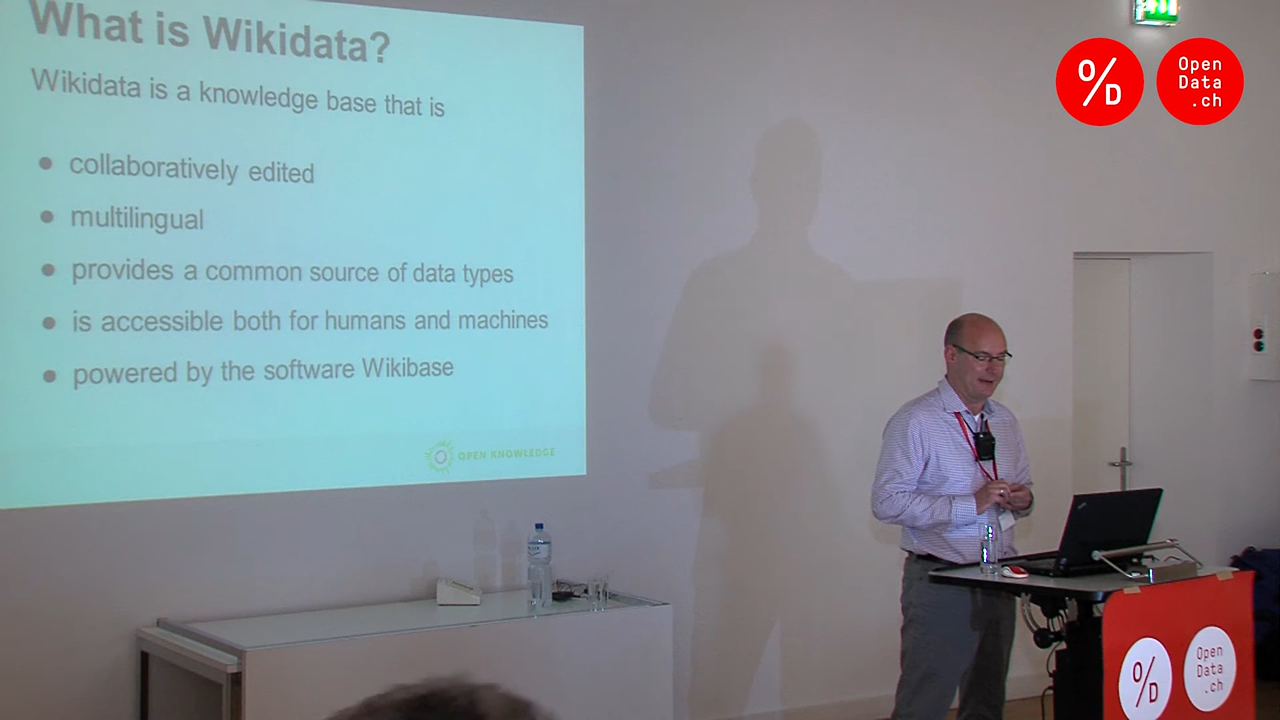 What is Wikidata?
Wikidata is a knowledge base that is
● collaboratively edited
● multilingual
● provides a common source of data types
● is accessible both for humans and machines
● powered by the software Wikibase
OPEN KNOWLEDGE
%D
Open
Data
.ch
%D
Open
Data
.ch